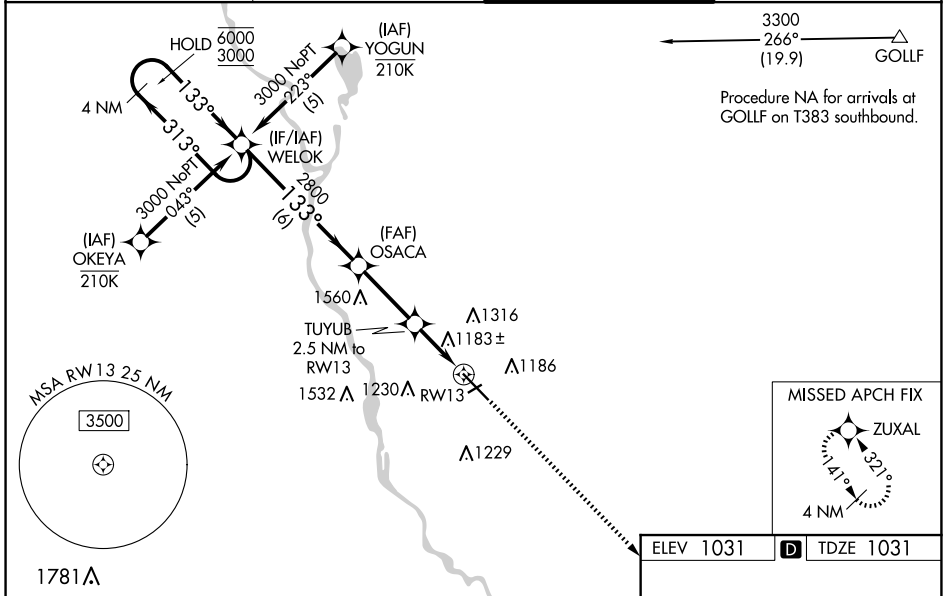 HOLD 6000
3000
(IAF)
YOGUN
210K
3000 NoPT
223°
(5)
4 NM
133°
313°
(IF/IAF)
WELOK
3000 NoPT
043°
(5)
(IAF)
OKEYA
210K
2800
133°
(6)
(FAF)
OSACA
1560
TUYUB
2.5 NM to
RW13
1316
1183±
1186
1532
1230
RW13
1229
3300
266°
(19.9)
GOLLF
Procedure NA for arrivals at
GOLLF on T383 southbound.
MSA RW13 25 NM
3500
1781
MISSED APCH FIX
ZUXAL
141°
321°
4 NM
ELEV 1031 D TDZE 1031